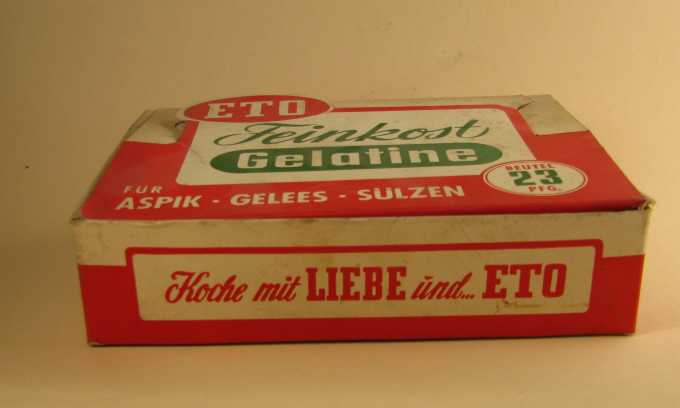 ETO
Feinkost
Gelatine
FÜR
ASPIK - GELEES - SÜLZEN
BEUTEL
23
PFG.
Koche mit LIEBE und... ETO